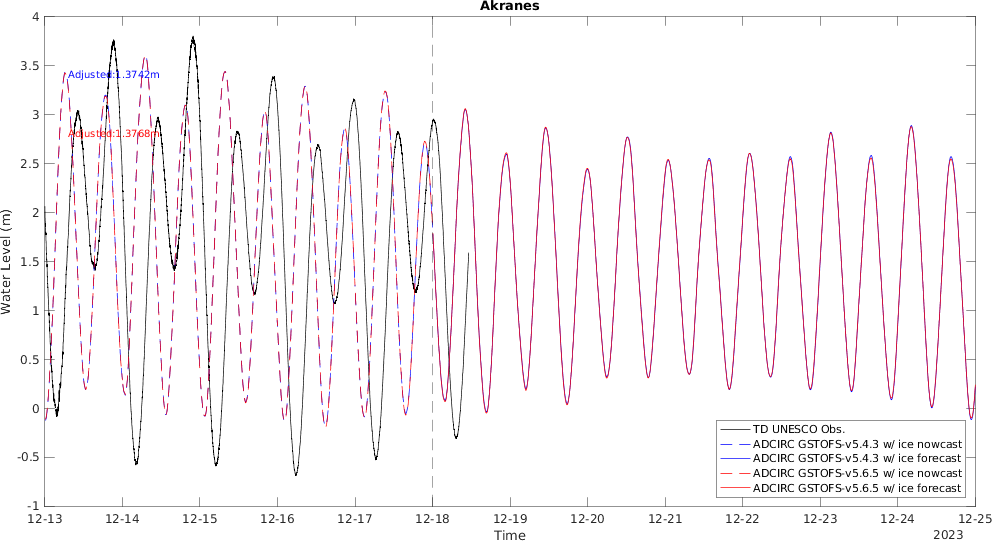 Akranes
4
3.5
3
2.5
2
1.5
1
0.5
0
-0.5
-1
Water Level (m)
Adjusted:1.3742m
Adjusted:1.3768m
TD UNESCO Obs.
ADCIRC GSTOFS-v5.4.3 w/ ice nowcast
ADCIRC GSTOFS-v5.4.3 w/ ice forecast
ADCIRC GSTOFS-v5.6.5 w/ ice nowcast
ADCIRC GSTOFS-v5.6.5 w/ ice forecast
12-13 12-14 12-15 12-16 12-17 12-18 12-19 12-20 12-21 12-22 12-23 12-24 12-25
Time
2023